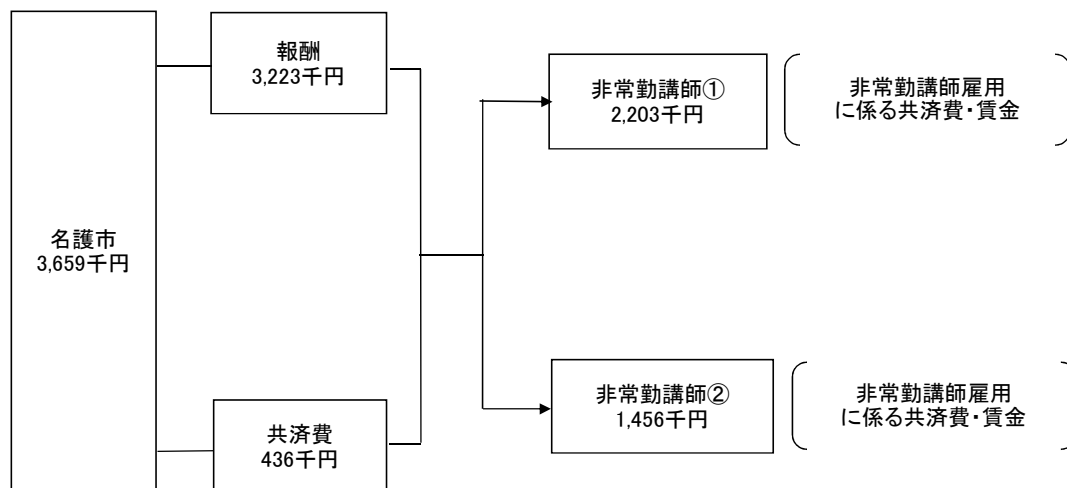 名護市
3,659千円
報酬
3,223千円
共済費
436千円
非常勤講師①
2,203千円
非常勤講師雇用
に係る共済費・賃金
非常勤講師②
1,456千円
非常勤講師雇用
に係る共済費・賃金